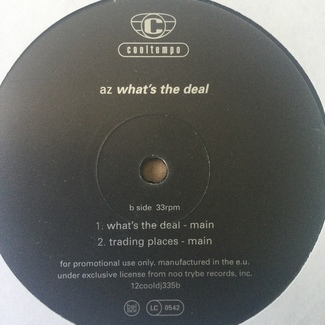 C
cooltempo
az what's the deal
b side 33rpm
1. what's the deal - main
2. trading places - main
for promotional use only. manufactured in the e.u.
under exclusive license from noo trybe records, inc.
12cooldj335b
LC 0542